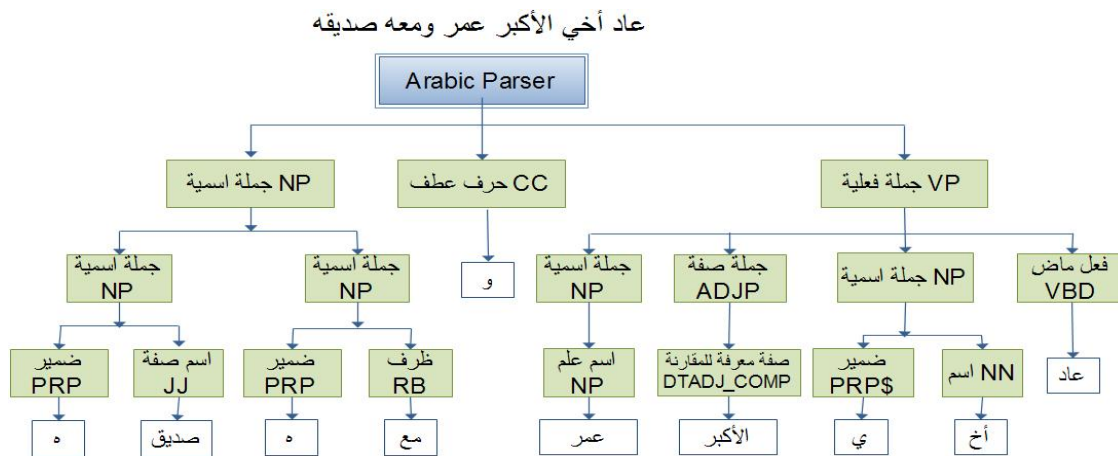 عاد أخي الأكبر عمر ومعه صديقه
Arabic Parser
VP جملة فعلية
CC حرف عطف
NP جملة اسمية
فعل ماض
VBD
NP جملة اسمية
جملة صفة
ADJP
جملة اسمية
NP
و
جملة اسمية
NP
جملة اسمية
NP
NN اسم
ضمير
PRP$
صفة معرفة للمقارنة
DTADJ_COMP
اسم علم
NP
ظرف
RB
ضمير
PRP
اسم صفة
JJ
ضمير
PRP
عاد
أخ
ي
الأكبر
عمر
مع
ه
صديق
ه